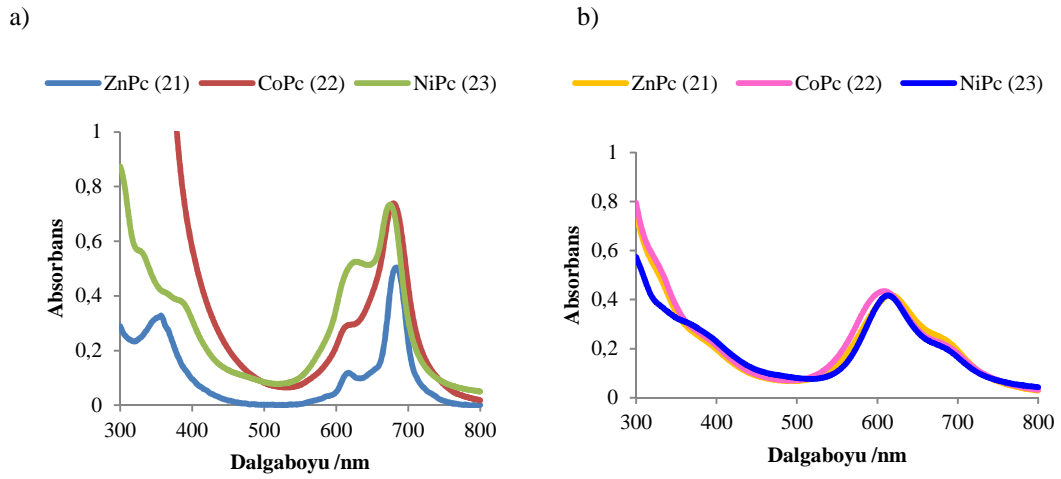 a)
b)
ZnPc (21) CoPc (22) NiPc (23)
ZnPc (21) CoPc (22) NiPc (23)
1
0,8
0,6
0,4
0,2
0
Absorbans
300 400 500 600 700 800
Dalgaboyu /nm
1
0,8
0,6
0,4
0,2
0
Absorbans
300 400 500 600 700 800
Dalgaboyu /nm